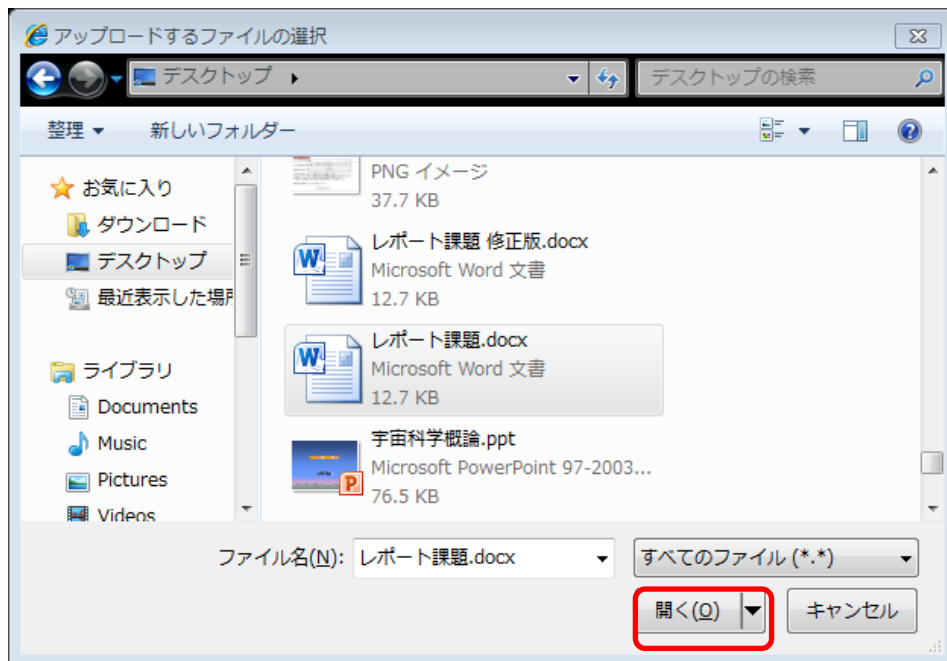 アップロードするファイルの選択
デスクトップ
デスクトップの検索
整理 新しいフォルダー
お気に入り
ダウンロード
デスクトップ
最近表示した場所
ライブラリ
Documents
Music
Pictures
Videos
PNG イメージ
37.7 KB
レポート課題 修正版.docx
Microsoft Word 文書
12.7 KB
レポート課題.docx
Microsoft Word 文書
12.7 KB
宇宙科学概論.ppt
Microsoft PowerPoint 97-2003...
76.5 KB
ファイル名(N): レポート課題.docx すべてのファイル (*.*)
開く(O) キャンセル